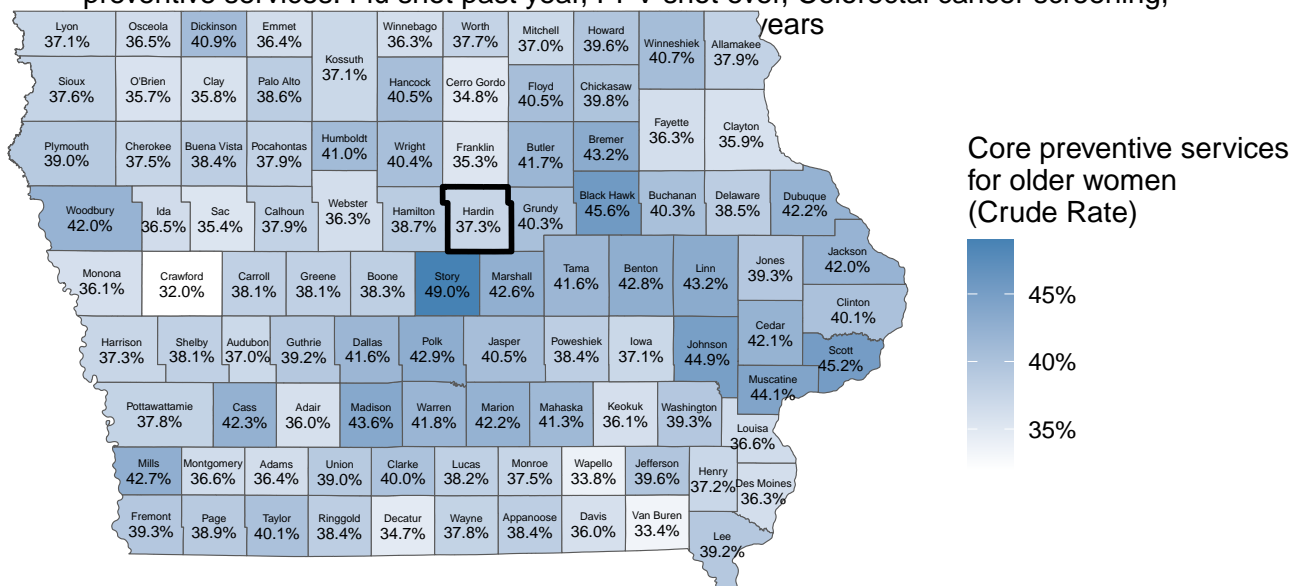 preventive services: Flu shot past year, PPV shot ever, Colorectal cancer screening,
years
Lyon Osceola Dickinson Emmet Winnebago Worth Mitchell Howard Winneshiek Allamakee
37.1% 36.5% 40.9% 36.4% 36.3% 37.7% 37.0% 39.6% 40.7% 37.9%
Kossuth
37.1%
Sioux O'Brien Clay Palo Alto Hancock Cerro Gordo Floyd Chickasaw
37.6% 35.7% 35.8% 38.6% 40.5% 34.8% 40.5% 39.8%
Fayette Clayton
36.3% 35.9%
Plymouth Cherokee Buena Vista Pocahontas Humboldt Wright Franklin Butler Bremer
39.0% 37.5% 38.4% 37.9% 41.0% 40.4% 35.3% 41.7% 43.2%
Woodbury Ida Sac Calhoun Webster Hamilton Hardin Grundy Black Hawk Buchanan Delaware Dubuque
42.0% 36.5% 35.4% 37.9% 36.3% 38.7% 37.3% 40.3% 45.6% 40.3% 38.5% 42.2%
Monona Crawford Carroll Greene Boone Story Marshall Tama Benton Linn Jones Jackson
36.1% 32.0% 38.1% 38.1% 38.3% 49.0% 42.6% 41.6% 42.8% 43.2% 39.3% 42.0%
Clinton
40.1%
Harrison Shelby Audubon Guthrie Dallas Polk Jasper Poweshiek Iowa Johnson Cedar Scott
37.3% 38.1% 37.0% 39.2% 41.6% 42.9% 40.5% 38.4% 37.1% 44.9% 42.1% 45.2%
Muscatine
44.1%
Pottawattamie Cass Adair Madison Warren Marion Mahaska Keokuk Washington Louisa
37.8% 42.3% 36.0% 43.6% 41.8% 42.2% 41.3% 36.1% 39.3% 36.6%
Mills Montgomery Adams Union Clarke Lucas Monroe Wapello Jefferson Henry Des Moines
42.7% 36.6% 36.4% 39.0% 40.0% 38.2% 37.5% 33.8% 39.6% 37.2% 36.3%
Fremont Page Taylor Ringgold Decatur Wayne Appanoose Davis Van Buren Lee
39.3% 38.9% 40.1% 38.4% 34.7% 37.8% 38.4% 36.0% 33.4% 39.2%
Core preventive services
for older women
(Crude Rate)
45%
40%
35%